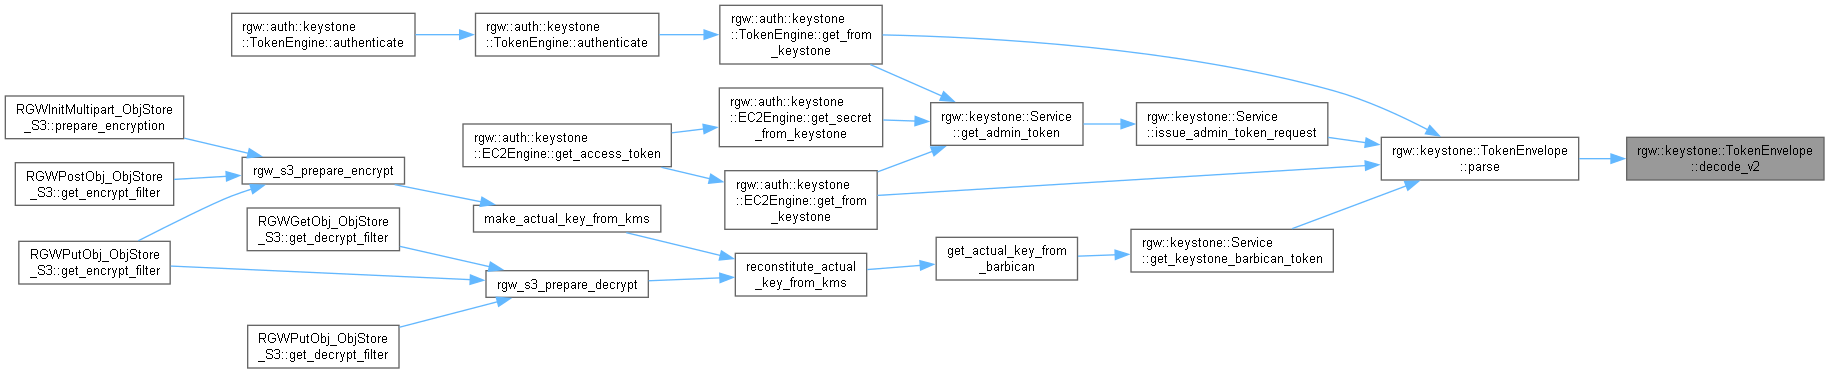 rgw::auth::keystone
::TokenEngine::authenticate
rgw::auth::keystone
::TokenEngine::authenticate
rgw::auth::keystone
::TokenEngine::get_from
_keystone
RGWInitMultipart_ObjStore
_S3::prepare_encryption
rgw::auth::keystone
::EC2Engine::get_access_token
rgw::auth::keystone
::EC2Engine::get_secret
_from_keystone
rgw::keystone::Service
::get_admin_token
rgw::keystone::Service
::issue_admin_token_request
rgw::keystone::TokenEnvelope
::parse
rgw::keystone::TokenEnvelope
::decode_v2
RGWPostObj_ObjStore
_S3::get_encrypt_filter
rgw_s3_prepare_encrypt
rgw::auth::keystone
::EC2Engine::get_from
_keystone
RGWPutObj_ObjStore
_S3::get_encrypt_filter
RGWGetObj_ObjStore
_S3::get_decrypt_filter
make_actual_key_from_kms
rgw_s3_prepare_decrypt
reconstitute_actual
_key_from_kms
get_actual_key_from
_barbican
rgw::keystone::Service
::get_keystone_barbican_token
RGWPutObj_ObjStore
_S3::get_decrypt_filter